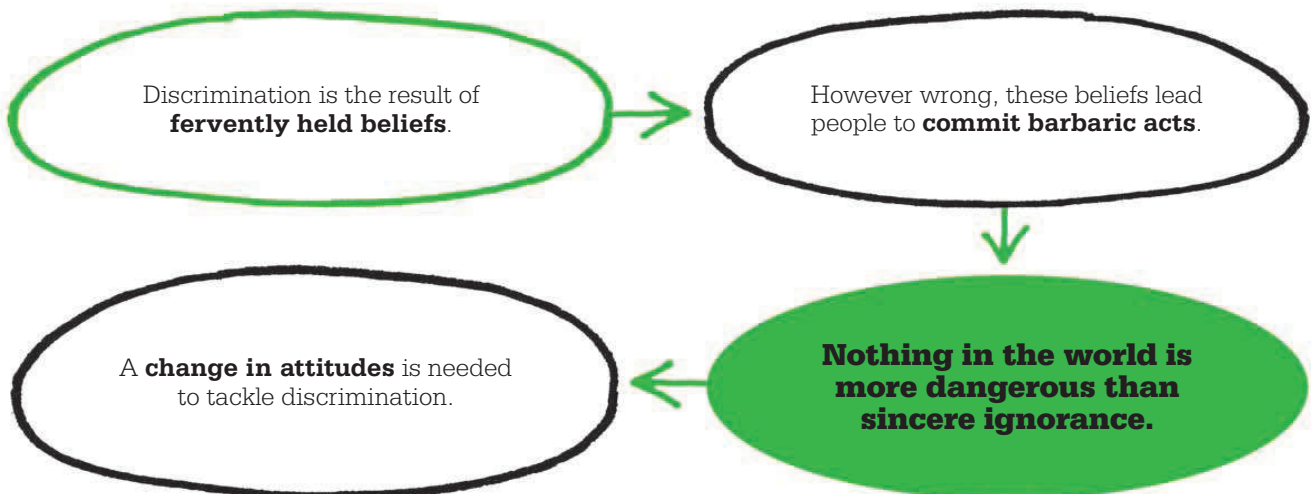 Discrimination is the result of
fervently held beliefs.
However wrong, these beliefs lead
people to commit barbaric acts.
Nothing in the world is
more dangerous than
sincere ignorance.
A change in attitudes is needed
to tackle discrimination.